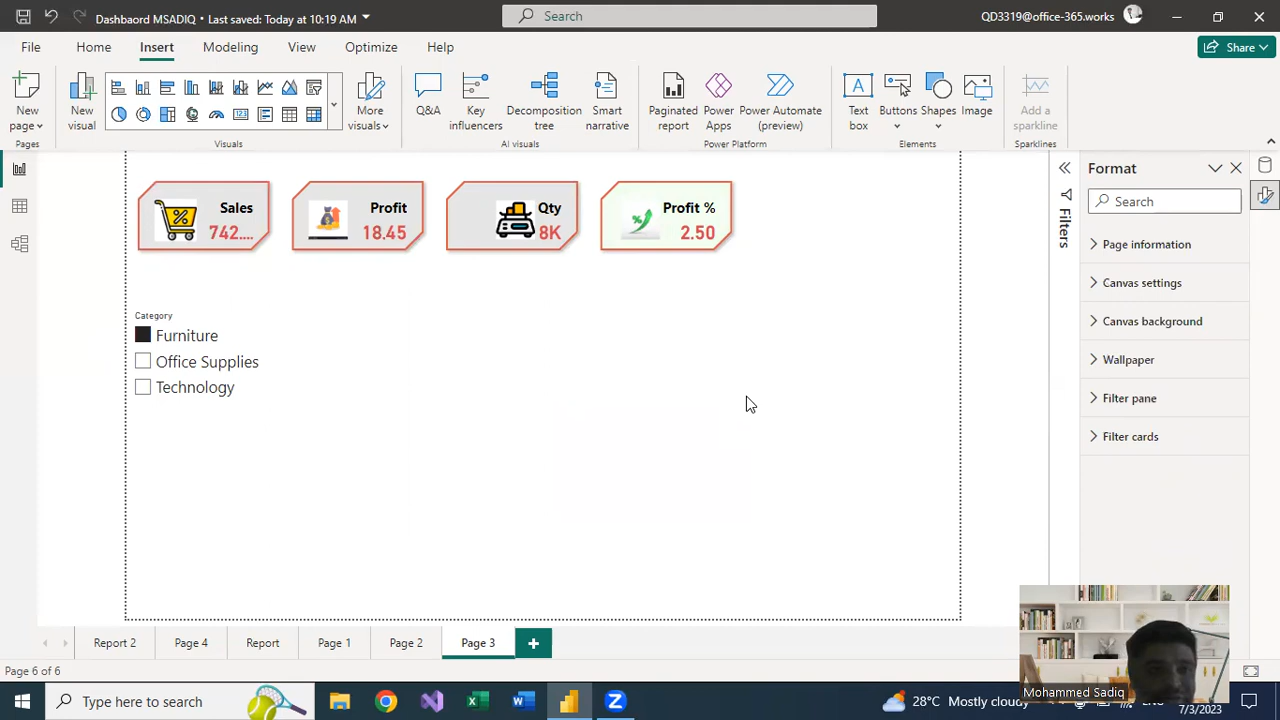 Dashbaord MSADIQ • Last saved: Today at 10:19 AM
Search
QD3319@office-365.works
File
Home
Insert
Modeling
View
Optimize
Help
Share
New page
New visual
More visuals
Q&A
Key influencers
Decomposition tree
Smart narrative
Paginated report
Power Apps
Power Automate (preview)
Text box
Buttons
Shapes
Image
Add a sparkline
Pages
Visuals
AI visuals
Power Platform
Elements
Sparklines
Sales
742....
Profit
18.45
Qty
8K
Profit %
2.50
Category
Furniture
Office Supplies
Technology
Filters
Format
Search
Page information
Canvas settings
Canvas background
Wallpaper
Filter pane
Filter cards
Report 2
Page 4
Report
Page 1
Page 2
Page 3
Page 6 of 6
Mohammed Sadiq
Type here to search
28°C Mostly cloudy
7/3/2023